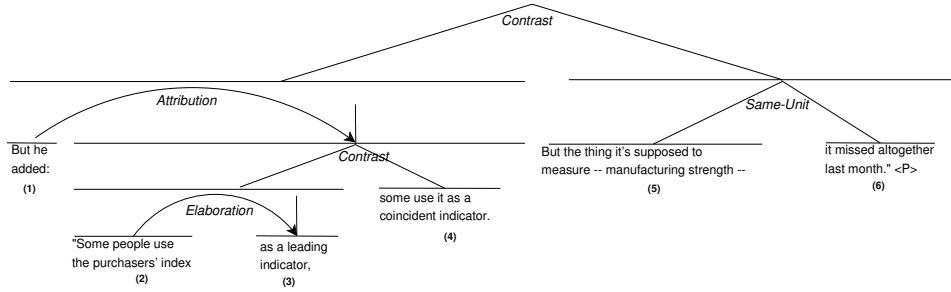 Contrast
Attribution
Same-Unit
But he
added:
(1)
Contrast
But the thing it's supposed to
measure -- manufacturing strength --
(5)
it missed altogether
last month." <P>
(6)
Elaboration
some use it as a
coincident indicator.
(4)
"Some people use
the purchasers' index
(2)
as a leading
indicator,
(3)